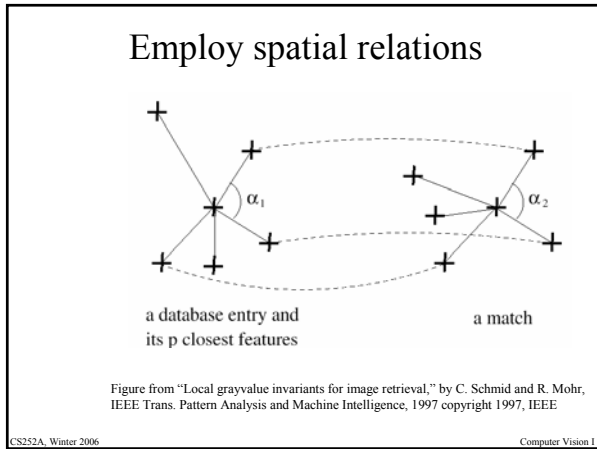 Employ spatial relations
α1
α2
a database entry and
its p closest features
a match
Figure from “Local grayvalue invariants for image retrieval,” by C. Schmid and R. Mohr,
IEEE Trans. Pattern Analysis and Machine Intelligence, 1997 copyright 1997, IEEE
CS252A, Winter 2006
Computer Vision I